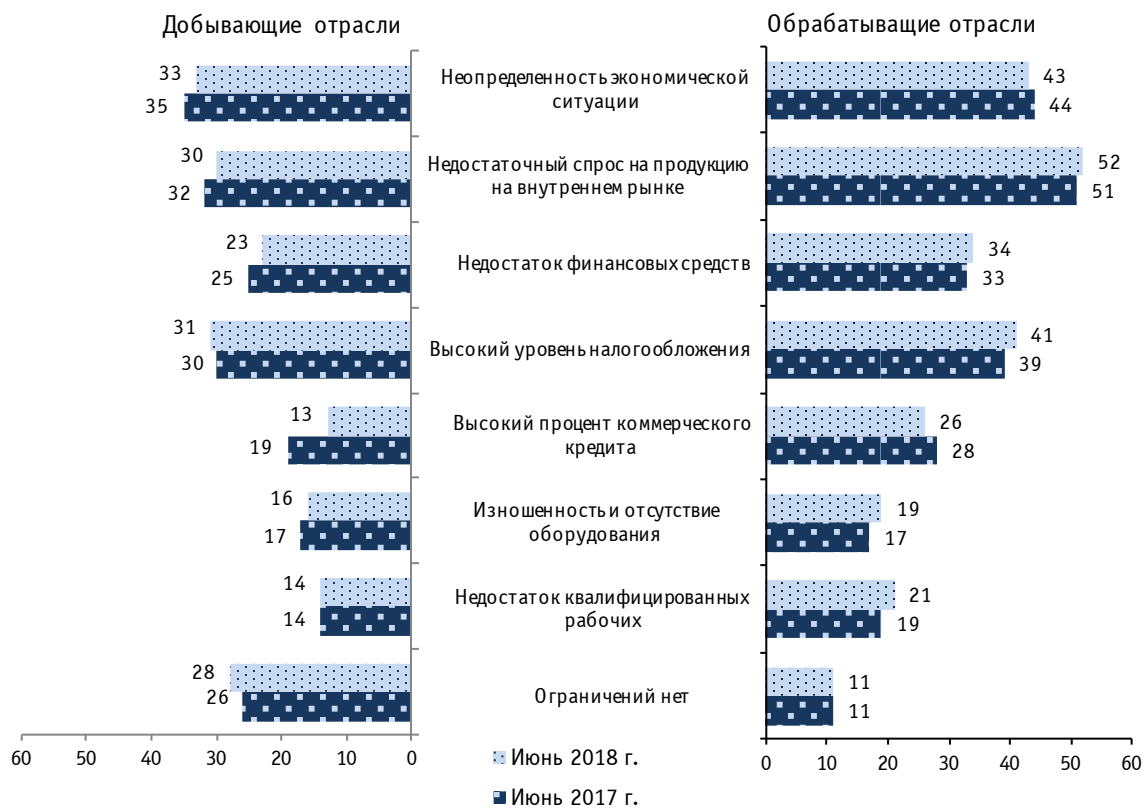 Добывающие отрасли
Обрабатыващие отрасли
33
35
Неопределенность экономической
ситуации
43
44
30
32
Недостаточный спрос на продукцию
на внутреннем рынке
52
51
23
25
Недостаток финансовых средств
34
33
31
30
Высокий уровень налогообложения
41
39
13
19
Высокий процент коммерческого
кредита
26
28
16
17
Изношенность и отсутствие
оборудования
19
17
14
14
Недостаток квалифицированных
рабочих
21
19
28
26
Ограничений нет
11
11
60 50 40 30 20 10 0
0 10 20 30 40 50 60
Июнь 2018 г.
Июнь 2017 г.